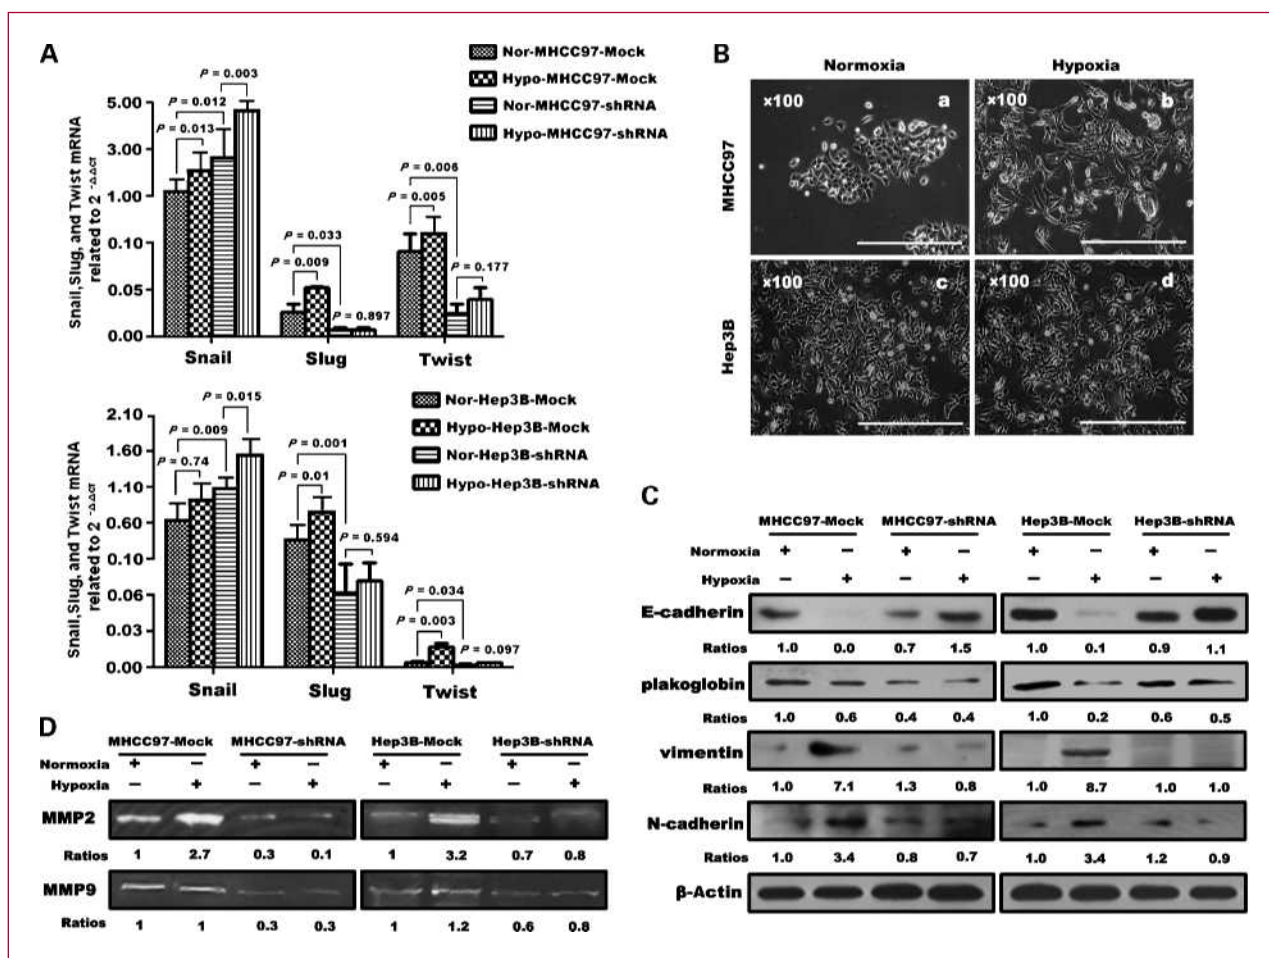 A
Nor-MHCC97-Mock
Hypo-MHCC97-Mock
Nor-MHCC97-shRNA
Hypo-MHCC97-shRNA
P = 0.003
P = 0.012
P = 0.013
P = 0.006
P = 0.005
P = 0.033
P = 0.009
P = 0.177
P = 0.897
Snail,Slug, and Twist mRNA
related to 2 -ΔΔCT
5.00
3.00
1.00
0.10
0.05
0.00
Snail Slug Twist
Nor-Hep3B-Mock
Hypo-Hep3B-Mock
Nor-Hep3B-shRNA
Hypo-Hep3B-shRNA
P = 0.015
P = 0.009
P = 0.74
P = 0.001
P = 0.01
P = 0.594
P = 0.034
P = 0.003
P = 0.097
Snail,Slug, and Twist mRNA
related to 2 -ΔΔCT
2.10
1.60
1.10
0.60
0.10
0.06
0.03
0.00
Snail Slug Twist
B
Normoxia Hypoxia
MHCC97
×100 a ×100 b
Hep3B
×100 c ×100 d
C
MHCC97-Mock MHCC97-shRNA Hep3B-Mock Hep3B-shRNA
Normoxia + − + − + − + −
Hypoxia − + − + − + − +
E-cadherin
Ratios 1.0 0.0 0.7 1.5 1.0 0.1 0.9 1.1
plakoglobin
Ratios 1.0 0.6 0.4 0.4 1.0 0.2 0.6 0.5
vimentin
Ratios 1.0 7.1 1.3 0.8 1.0 8.7 1.0 1.0
N-cadherin
Ratios 1.0 3.4 0.8 0.7 1.0 3.4 1.2 0.9
β-Actin
D
MHCC97-Mock MHCC97-shRNA Hep3B-Mock Hep3B-shRNA
Normoxia + − + − + − + −
Hypoxia − + − + − + − +
MMP2
Ratios 1 2.7 0.3 0.1 1 3.2 0.7 0.8
MMP9
Ratios 1 1 0.3 0.3 1 1.2 0.6 0.8